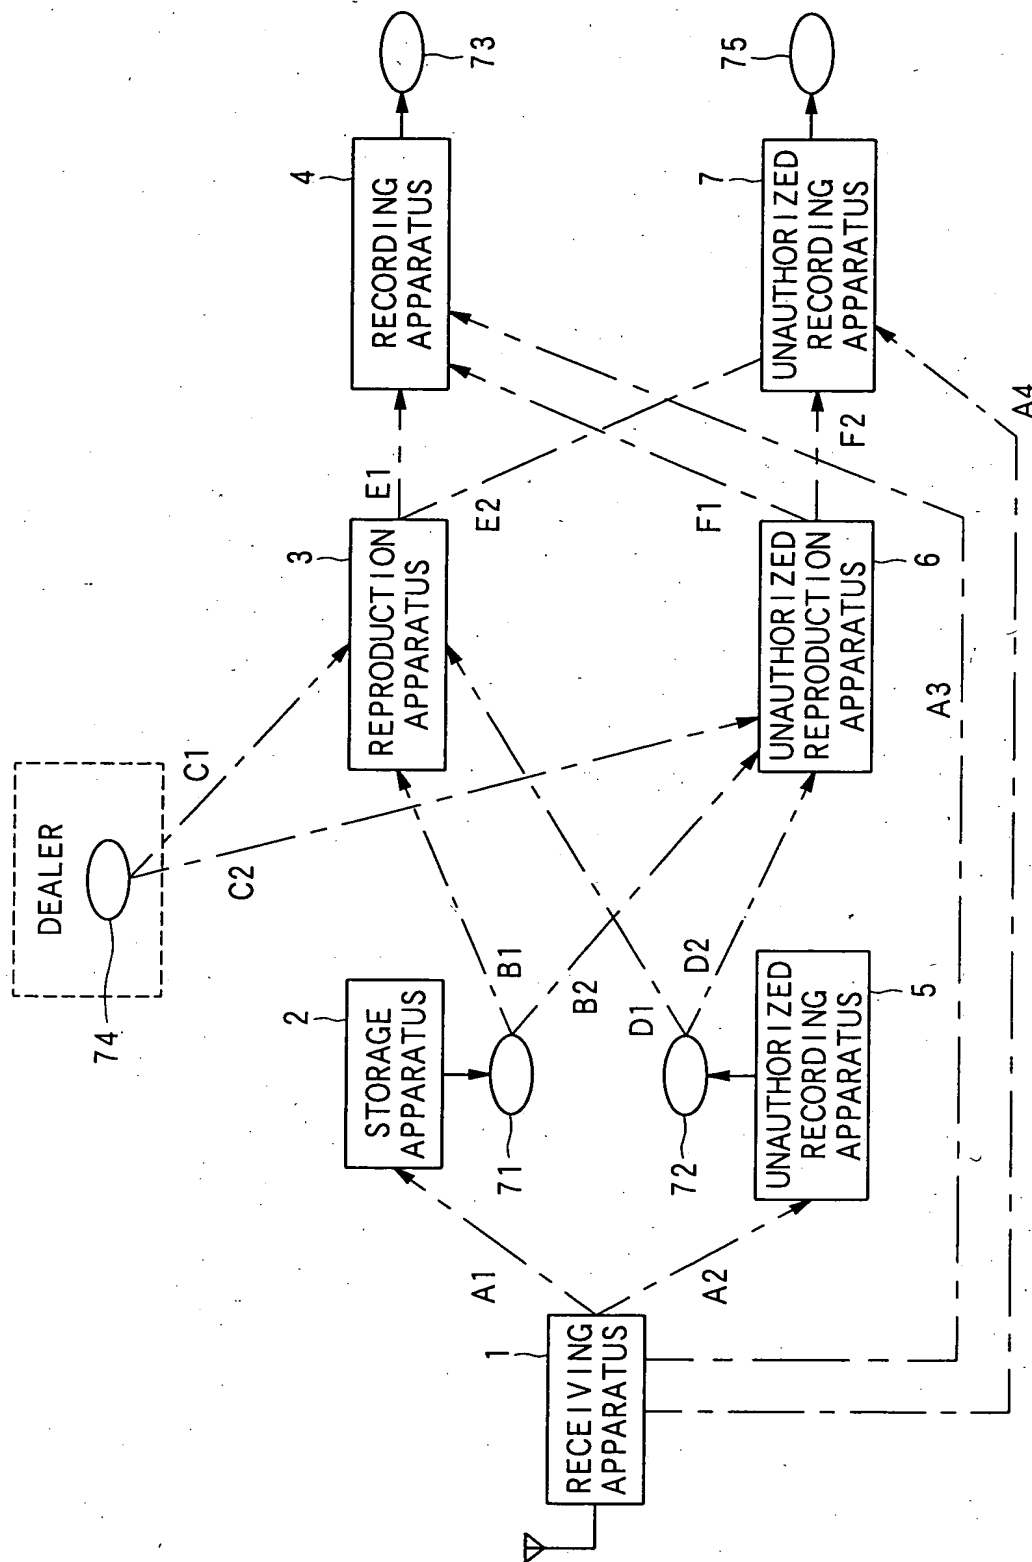 DEALER
74
C1
C2
1
RECEIVING
APPARATUS
A1
A2
A3
A4
2
STORAGE
APPARATUS
71
72
UNAUTHORIZED
RECORDING
APPARATUS
5
B1
B2
D1
D2
3
REPRODUCTION
APPARATUS
UNAUTHORIZED
REPRODUCTION
APPARATUS
6
E1
E2
F1
F2
4
RECORDING
APPARATUS
7
UNAUTHORIZED
RECORDING
APPARATUS
73
75